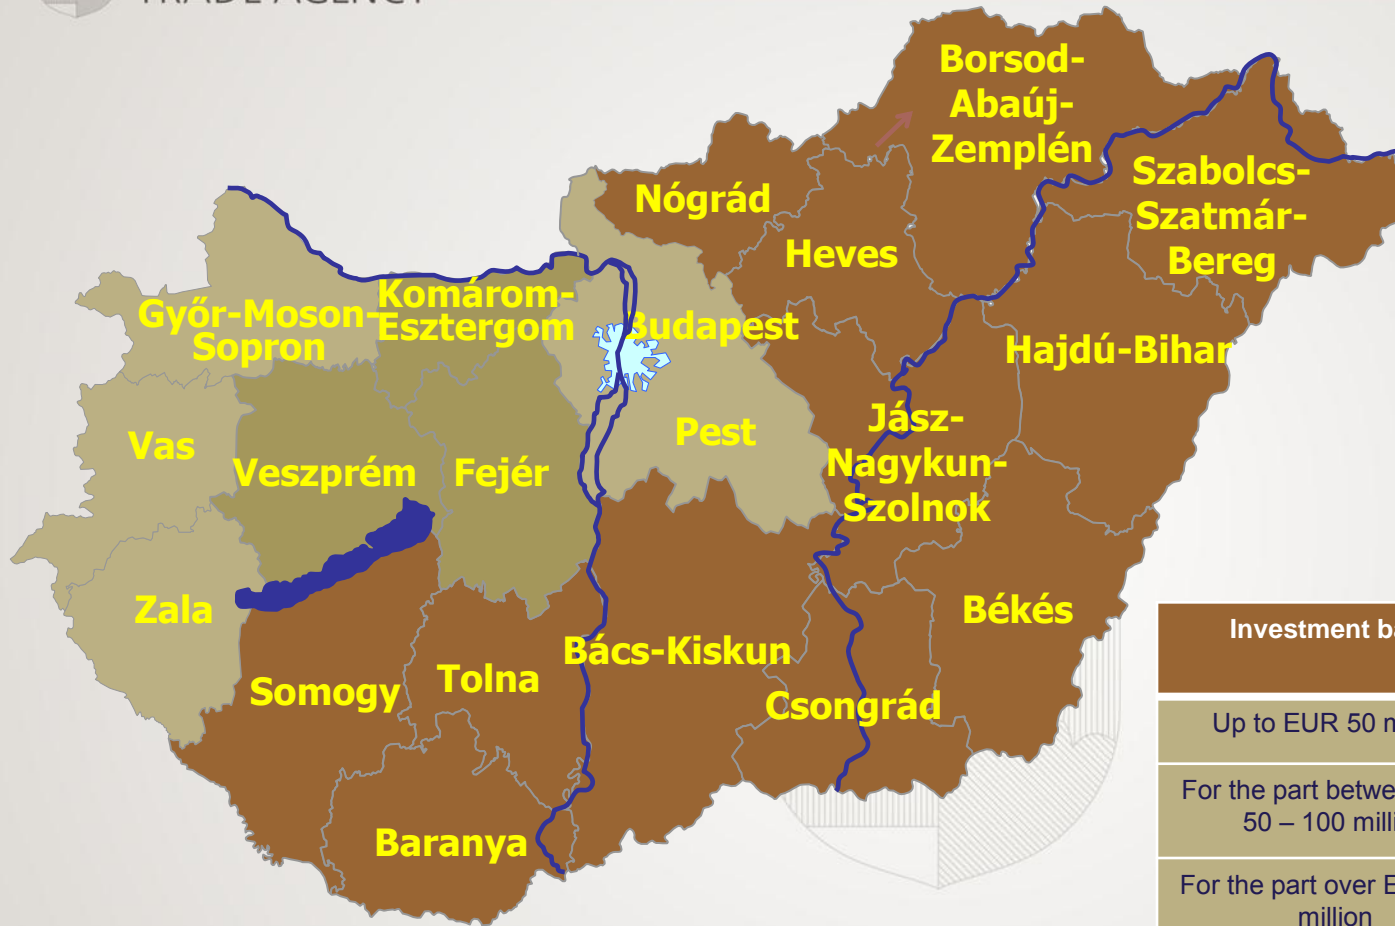 TRADE AGENCY
Borsod-
Abaúj-
Zemplén
Szabolcs-
Szatmár-
Bereg
Nógrád
Heves
Komárom-
Esztergom
Győr-Moson-
Sopron
Budapest
Hajdú-Bihar
Vas
Veszprém
Fejér
Pest
Jász-
Nagykun-
Szolnok
Zala
Békés
Bács-Kiskun
Somogy
Tolna
Csongrád
Baranya
Investment
Up to EUR 50
For the part
50 – 100
For the part over
million